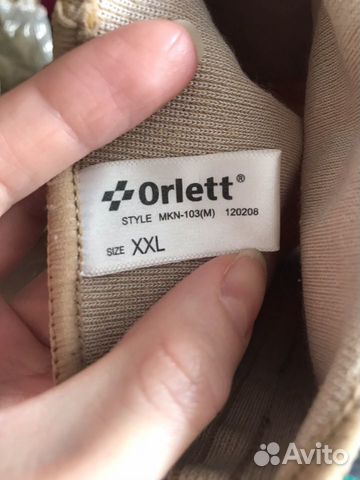 Orlett®
STYLE MKN-103(M) 120208
SIZE XXL
Avito